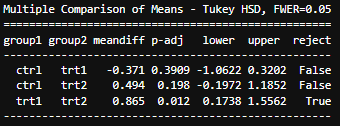 Multiple Comparison of Means - Tukey HSD, FWER=0.05
====================================================
group1 group2 meandiff p-adj   lower  upper  reject
----------------------------------------------------
  ctrl   trt1   -0.371 0.3909 -1.0622 0.3202  False
  ctrl   trt2    0.494  0.198 -0.1972 1.1852  False
  trt1   trt2    0.865  0.012  0.1738 1.5562   True
----------------------------------------------------